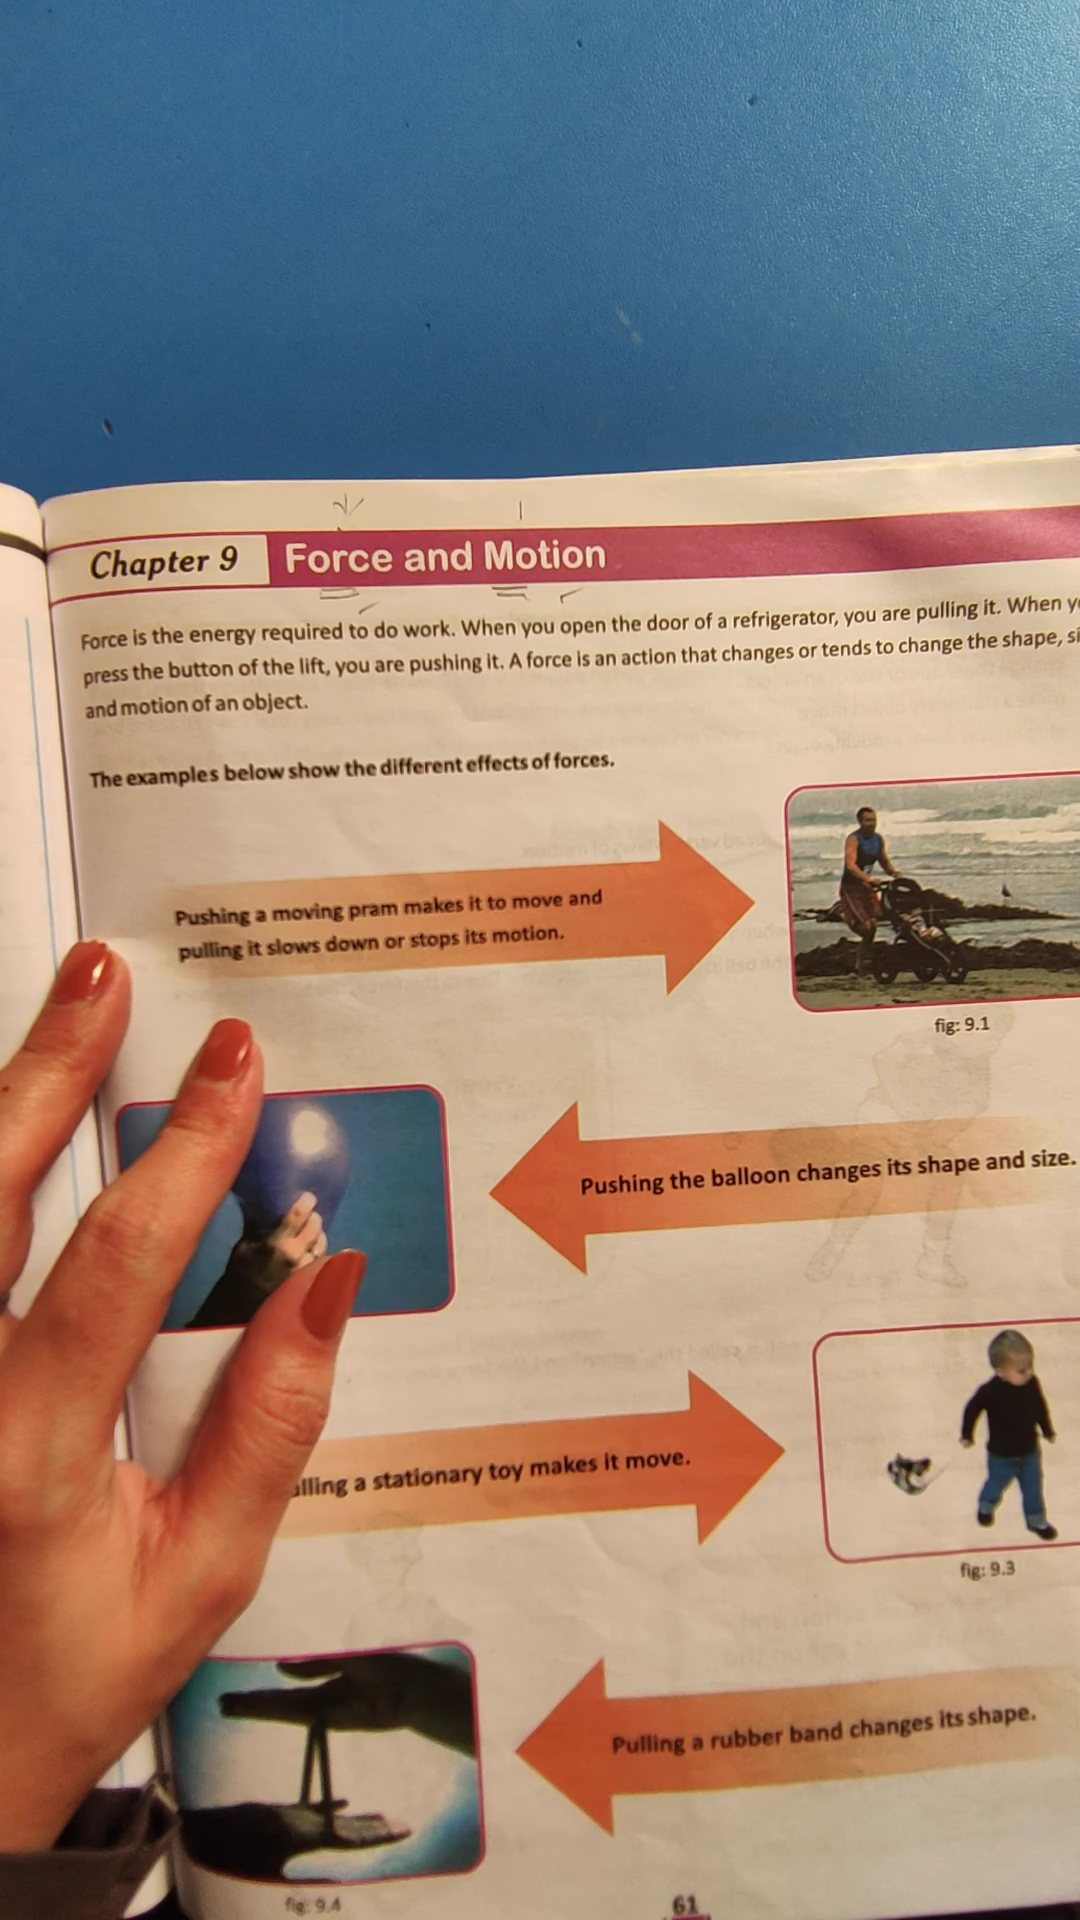 Chapter 9
Force and Motion
Force is the energy required to do work. When you open the door of a refrigerator, you are pulling it. When
press the button of the lift, you are pushing it. A force is an action that changes or tends to change the shape,
and motion of an object.
The examples below show the different effects of forces.
Pushing a moving pram makes it to move and
pulling it slows down or stops its motion.
fig: 9.1
Pushing the balloon changes its shape and size.
a stationary toy makes it move.
fig: 9.3
Pulling a rubber band changes its shape.
fig: 9.4
61